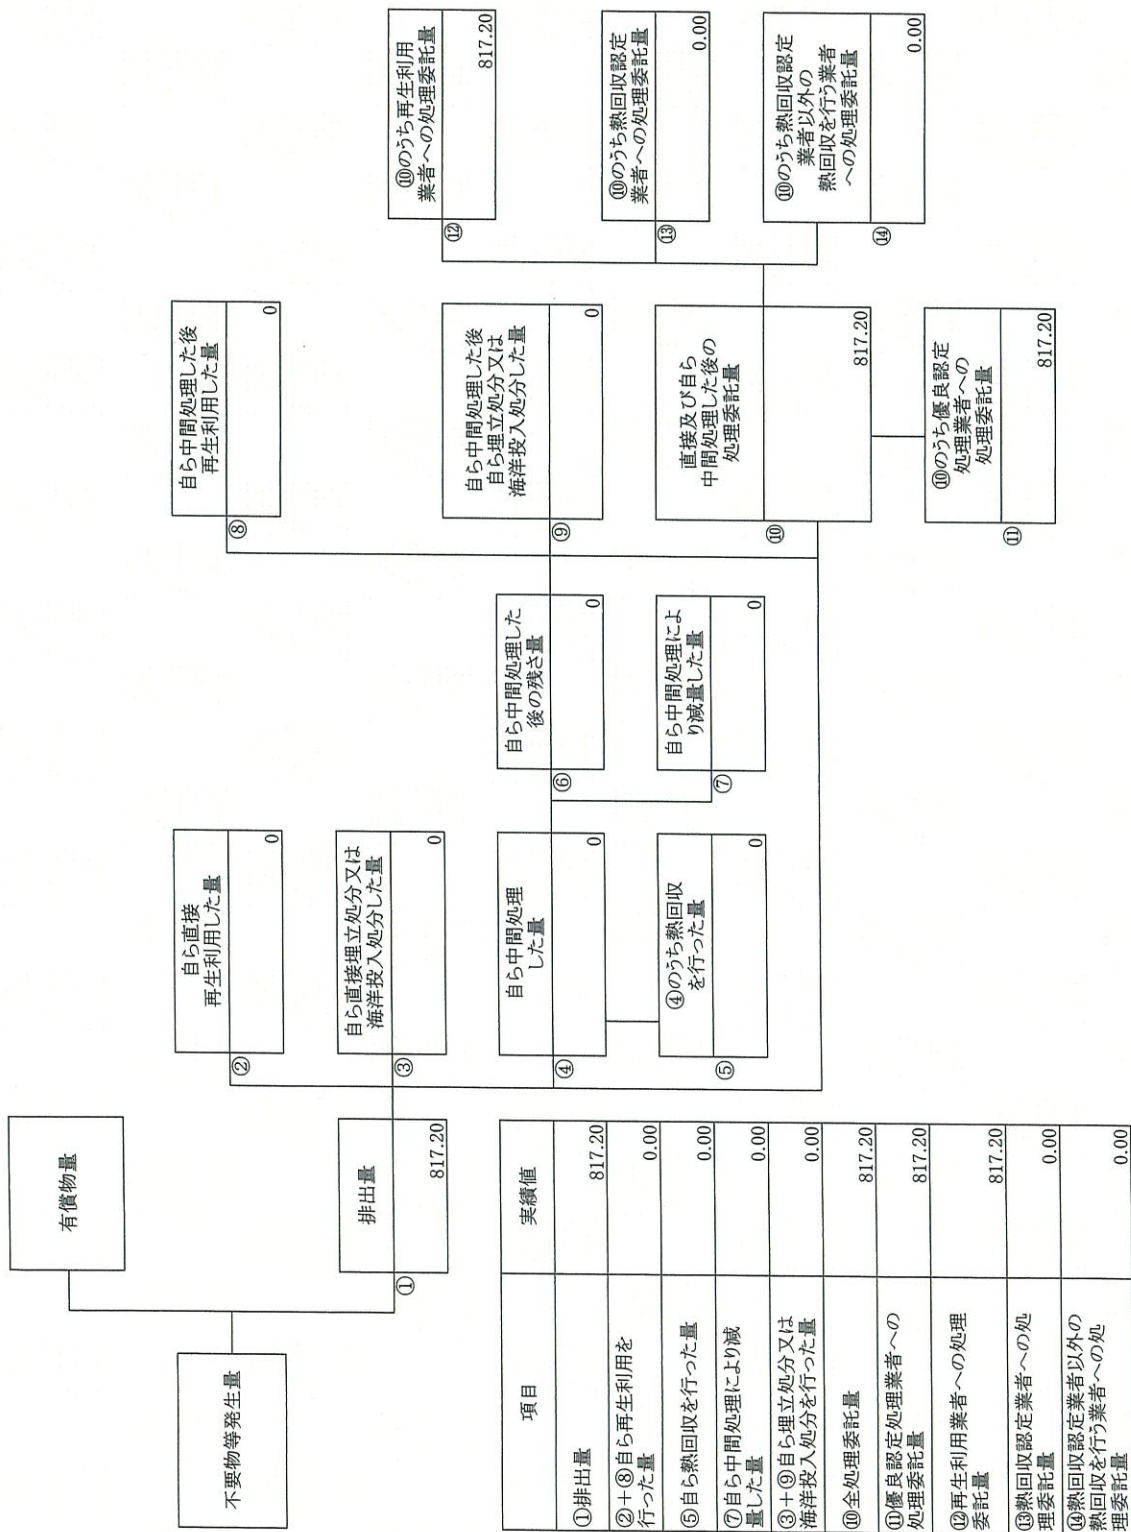 不要物等発生量
有償物量
排出量
①
817.20
自ら直接
再生利用した量
②
0
自ら直接埋立処分又は
海洋投入処分した量
③
0
自ら中間処理
した量
④
0
④のうち熱回収
を行った量
⑤
0
自ら中間処理した
後の残さ量
⑥
0
自ら中間処理によ
り減量した量
⑦
0
自ら中間処理した後
再生利用した量
⑧
0
自ら中間処理した後
自ら埋立処分又は
海洋投入処分した量
⑨
0
直接及び自ら
中間処理した後の
処理委託量
⑩
817.20
⑩のうち優良認定
処理業者への
処理委託量
⑪
817.20
⑩のうち再生利用
業者への処理委託量
⑫
817.20
⑩のうち熱回収認定
業者への処理委託量
⑬
0.00
⑩のうち熱回収認定
業者以外の
熱回収を行う業者
への処理委託量
⑭
0.00
項目 実績値
①排出量 817.20
②+⑧自ら再生利用を
行った量 0.00
⑤自ら熱回収を行った量 0.00
⑦自ら中間処理により減
量した量 0.00
③+⑨自ら埋立処分又は
海洋投入処分を行った量 0.00
⑩全処理委託量 817.20
⑪優良認定処理業者への
処理委託量 817.20
⑫再生利用業者への処理
委託量 817.20
⑬熱回収認定業者への処
理委託量 0.00
⑭熱回収認定業者以外の
熱回収を行う業者への処
理委託量 0.00